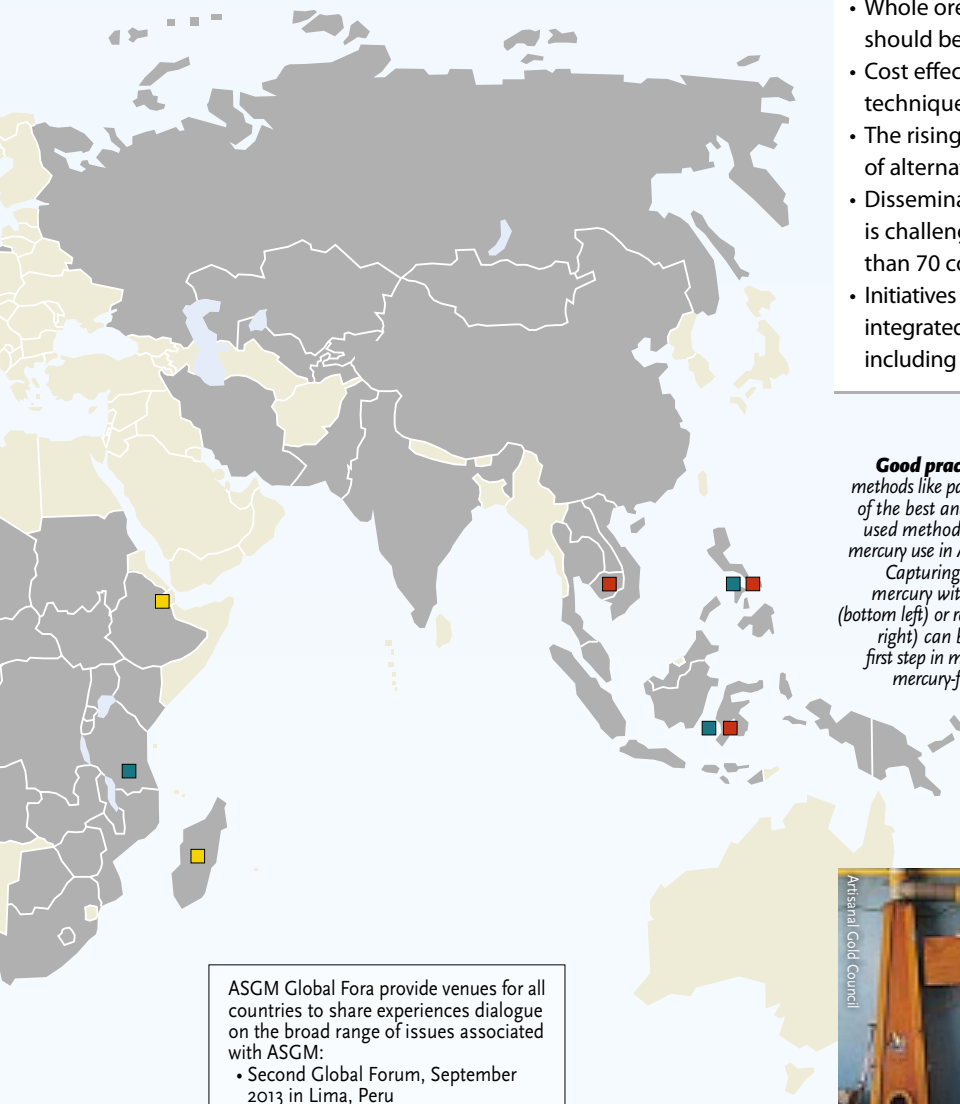 • Whole ore
should be
• Cost effec
technique
• The rising
of alterna
• Dissemina
is challeng
than 70 co
• Initiatives
integrated
including
Good prac
methods like pa
of the best an
used method
mercury use in A
Capturing
mercury wit
(bottom left) or re
right) can b
first step in m
mercury-f
Artisanal Gold Council
ASGM Global Fora provide venues for all
countries to share experiences dialogue
on the broad range of issues associated
with ASGM:
• Second Global Forum, September
2013 in Lima, Peru